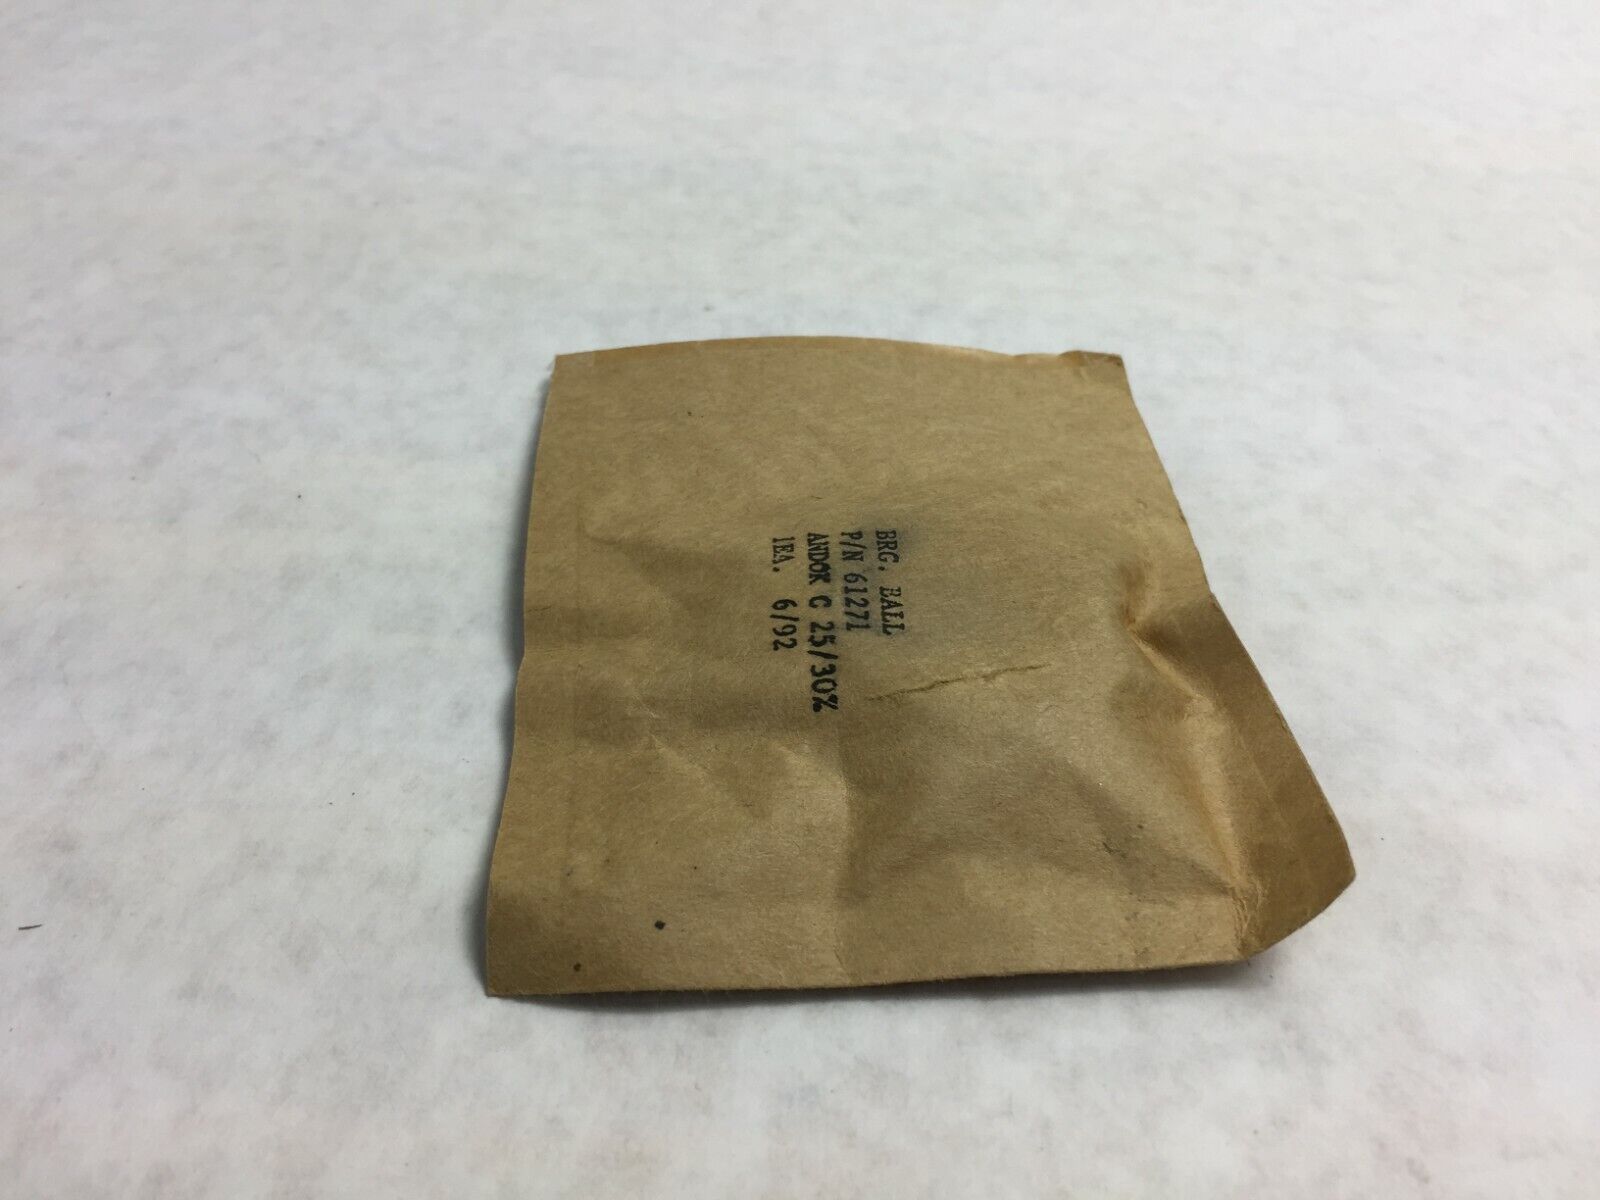 BRG. BALL
P/N 61271
ANDOK C 25/30%
1EA. 6/92